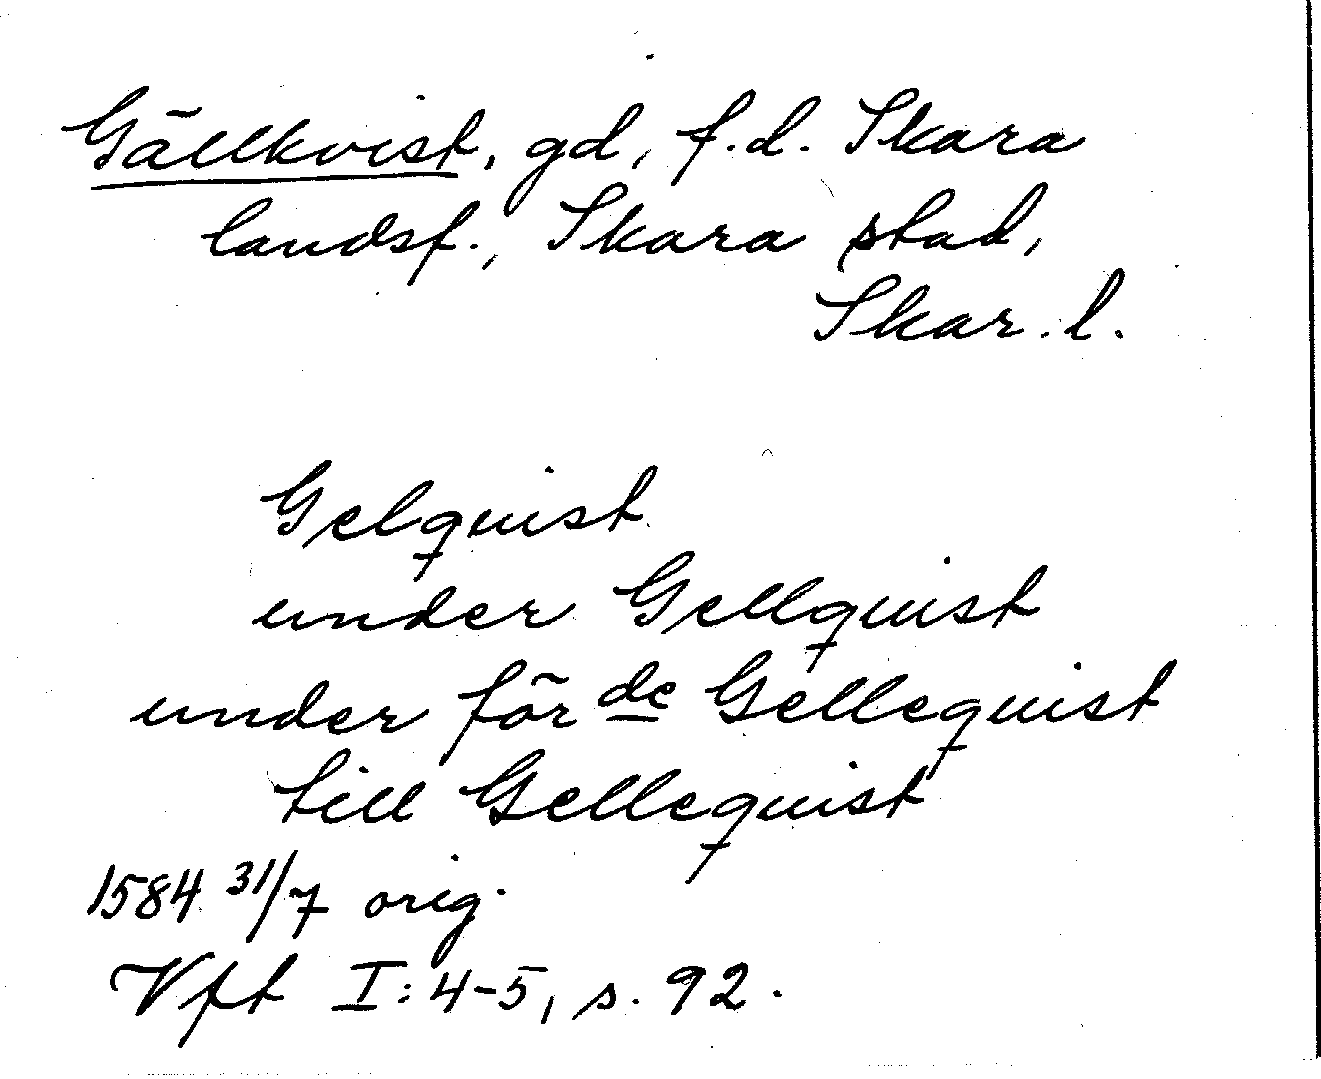 Gällkvist, gd, f.d. Skara
landsf., Skara stad,
Skar. l.
Gelquist
under Gellquist
under förde Gellequist
till Gellequist
1584 31/7 orig.
Vft I: 4-5, s. 92.